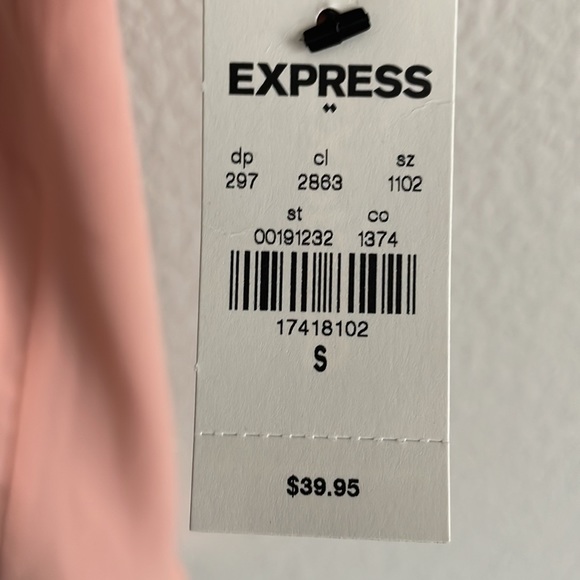 EXPRESS
dp cl sz
297 2863 1102
st co
00191232 1374
17418102
S
$39.95